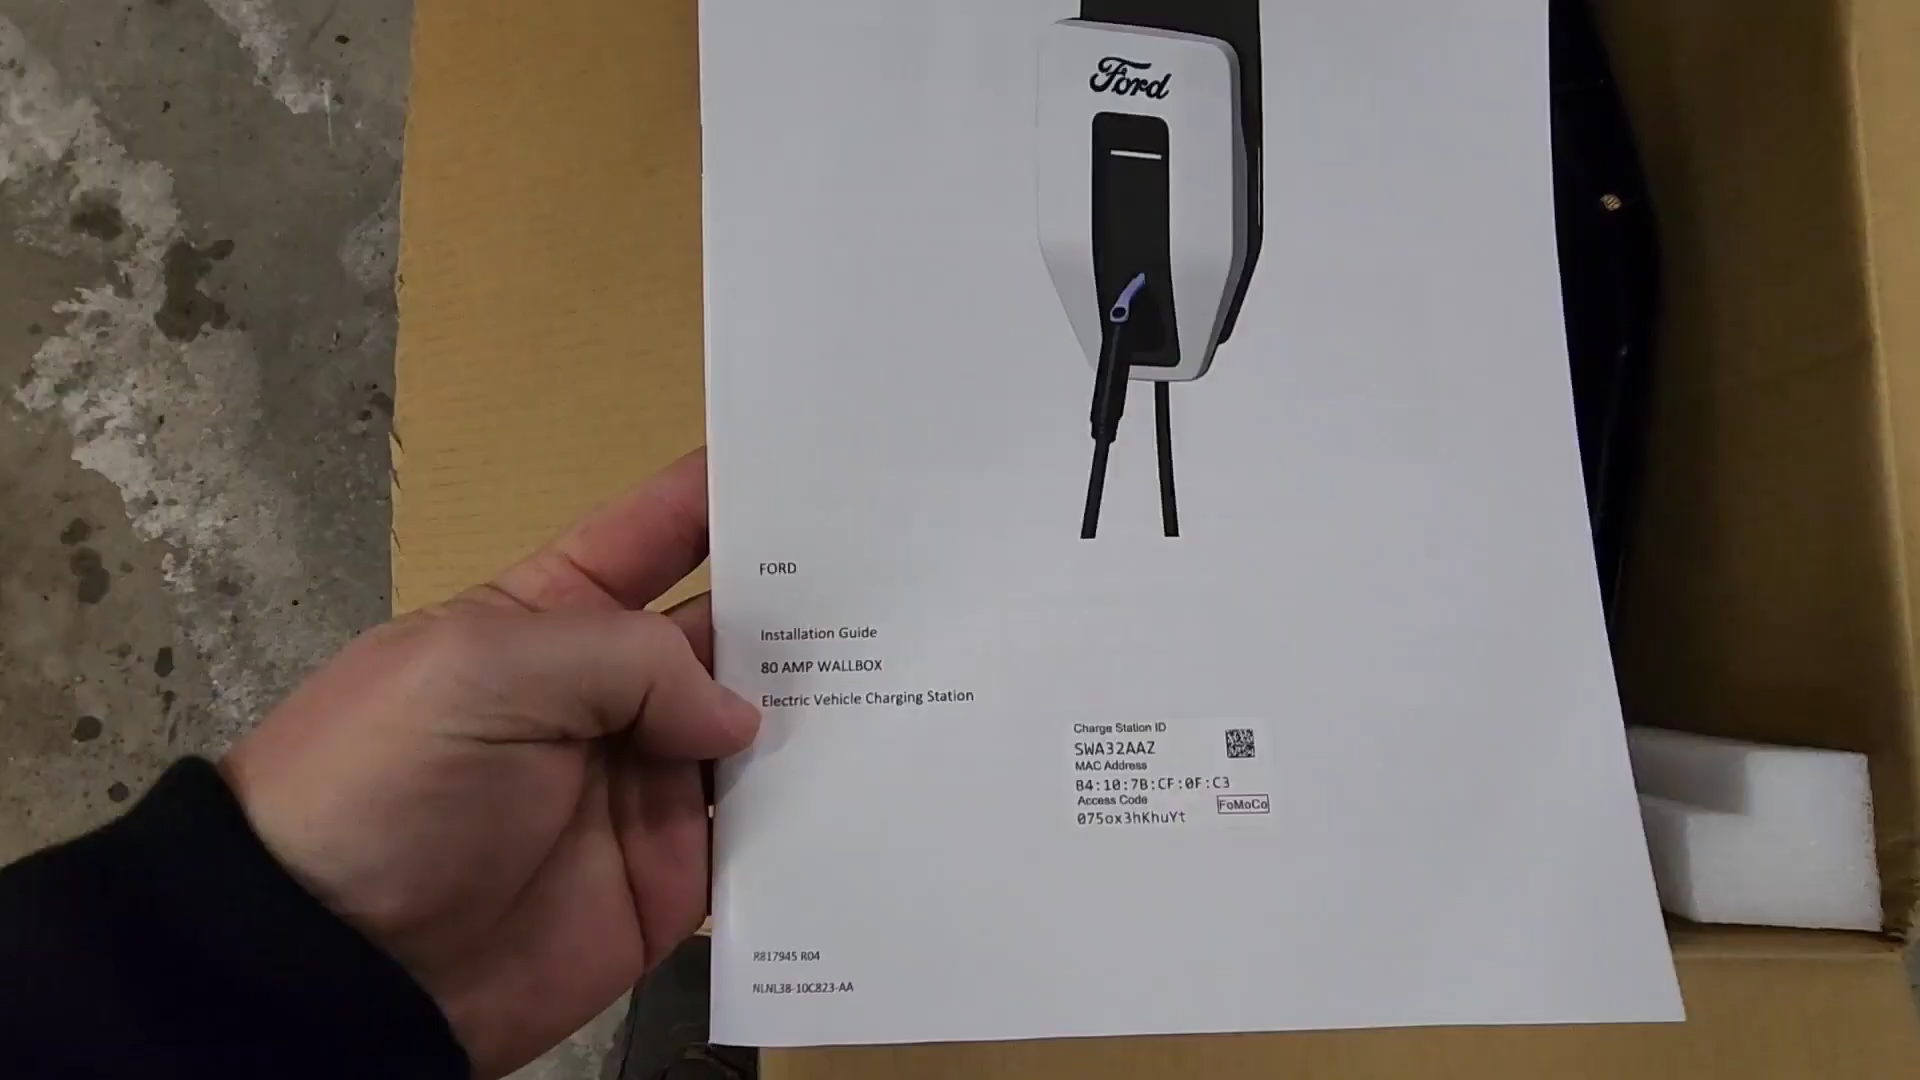 Ford
FORD
Installation Guide
80 AMP WALLBOX
Electric Vehicle Charging Station
Charge Station ID
SWA32AAZ
MAC Address
B4:10:7B:CF:0F:C3
Access Code
FoMoCo
075ox3hKhuYt
R817945 R04
NLNL38-10C823-AA